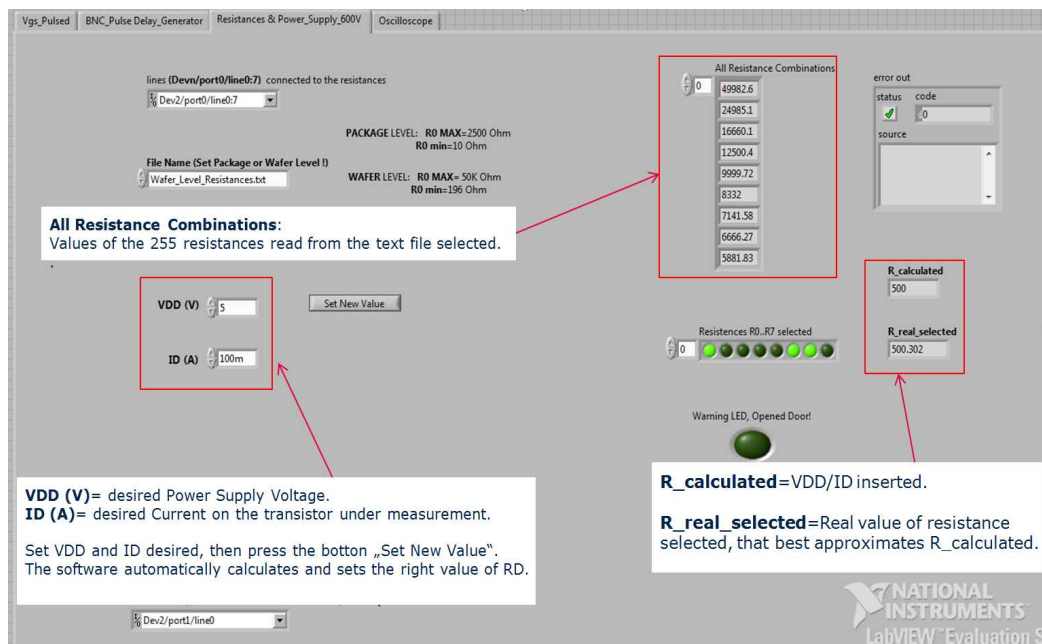 Vgs_Pulsed
BNC_Pulse Delay_Generator
Resistances & Power_Supply_600V
Oscilloscope
lines (Devn/port0/line0:7) connected to the resistances
Dev2/port0/line0:7
PACKAGE LEVEL: R0 MAX=2500 Ohm
R0 min=10 Ohm
File Name (Set Package or Wafer Level !)
Wafer_Level_Resistances.txt
WAFER LEVEL: R0 MAX= 50K Ohm
R0 min=196 Ohm
All Resistance Combinations
0
49982.6
24985.1
16660.1
12500.4
9999.72
8332
7141.58
6666.27
5881.83
error out
status
code
0
source
All Resistance Combinations:
Values of the 255 resistances read from the text file selected.
.
VDD (V)
5
Set New Value
ID (A)
100m
R_calculated
500
R_real_selected
500.302
Resistences R0..R7 selected
0
Warning LED, Opened Door!
VDD (V)= desired Power Supply Voltage.
ID (A)= desired Current on the transistor under measurement.
Set VDD and ID desired, then press the botton „Set New Value“.
The software automatically calculates and sets the right value of RD.
R_calculated=VDD/ID inserted.
R_real_selected=Real value of resistance
selected, that best approximates R_calculated.
Dev2/port1/line0
NATIONAL
INSTRUMENTS
LabVIEW™ Evaluation S